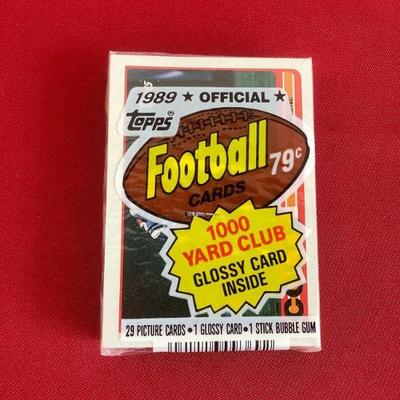 1989 ★ OFFICIAL ★
TOPPS®
Football
CARDS
79¢
1000
YARD CLUB
GLOSSY CARD
INSIDE
29 PICTURE CARDS • 1 GLOSSY CARD • 1 STICK BUBBLE GUM